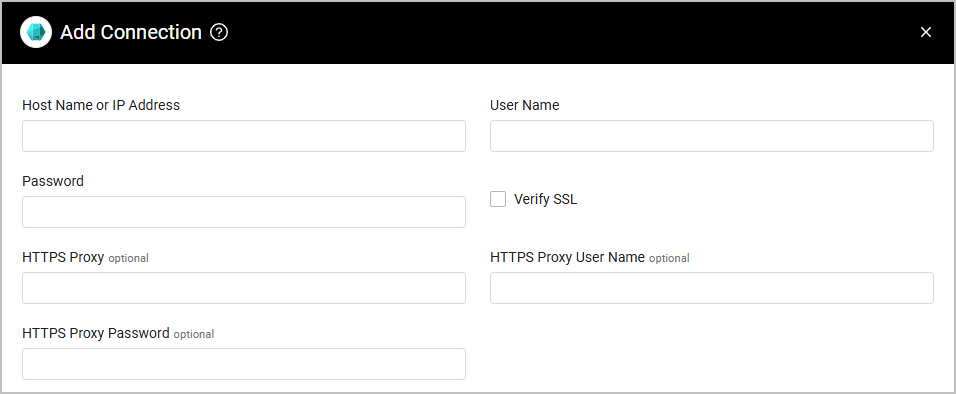 Add Connection ?
Host Name or IP Address
User Name
Password
Verify SSL
HTTPS Proxy optional
HTTPS Proxy User Name optional
HTTPS Proxy Password optional